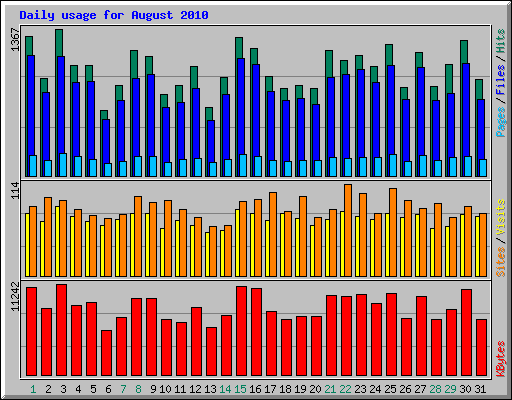 Daily usage for August 2010
1367
Pages / Files / Hits
114
Sites / Visits
11242
KBytes
1 2 3 4 5 6 7 8 9 10 11 12 13 14 15 16 17 18 19 20 21 22 23 24 25 26 27 28 29 30 31